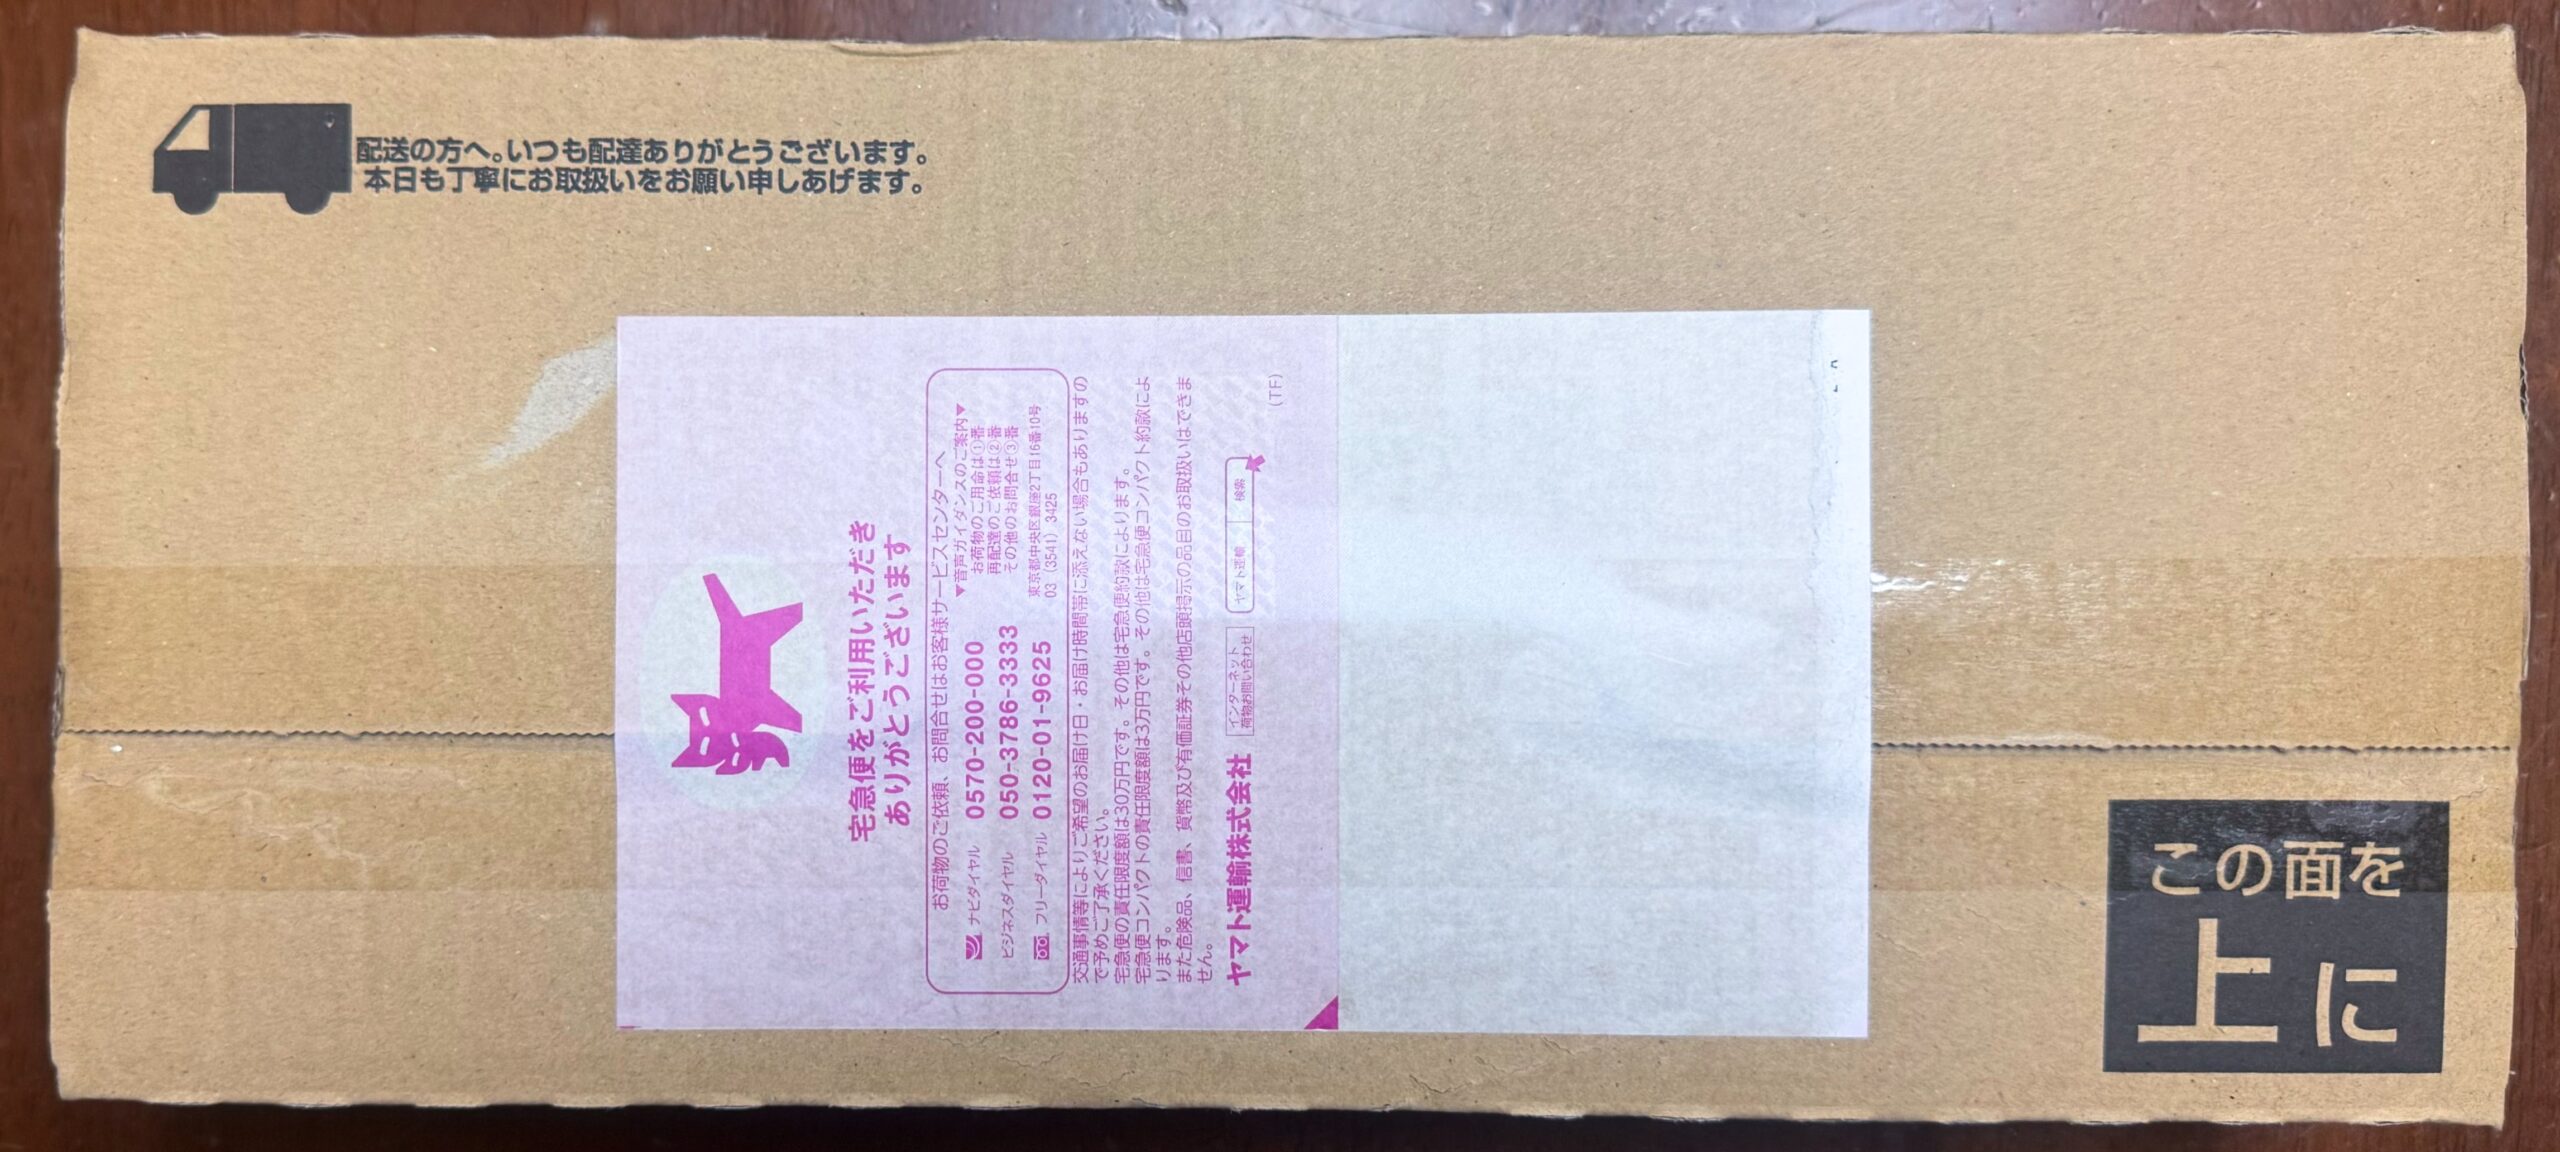 配送の方へ。いつも配達ありがとうございます。
本日も丁寧にお取扱いをお願い申しあげます。
宅急便をご利用いただき
ありがとうございます
お荷物のご依頼、お問合せはお客様サービスセンターへ
ナビダイヤル 0570-200-000
ビジネスダイヤル 050-3786-3333
フリーダイヤル 0120-01-9625
▼音声ガイダンスのご案内▼
お荷物のご用命は①番
再配達のご依頼は②番
その他のお問合せ③番
東京都中央区銀座2丁目16番10号
03 (3541) 3425
交通事情等によりご希望のお届け日・お届け時間帯に添えない場合もありますの
で予めご了承ください。
宅急便の責任限度額は30万円です。その他は宅急便約款によります。
宅急便コンパクトの責任限度額は3万円です。その他は宅急便コンパクト約款によ
ります。
また危険品、信書、貨幣及び有価証券その他店頭掲示の品目のお取扱いはできま
せん。
ヤマト運輸株式会社
インターネット
荷物お問い合わせ
ヤマト運輸 検索
(TF)
この面を
上に